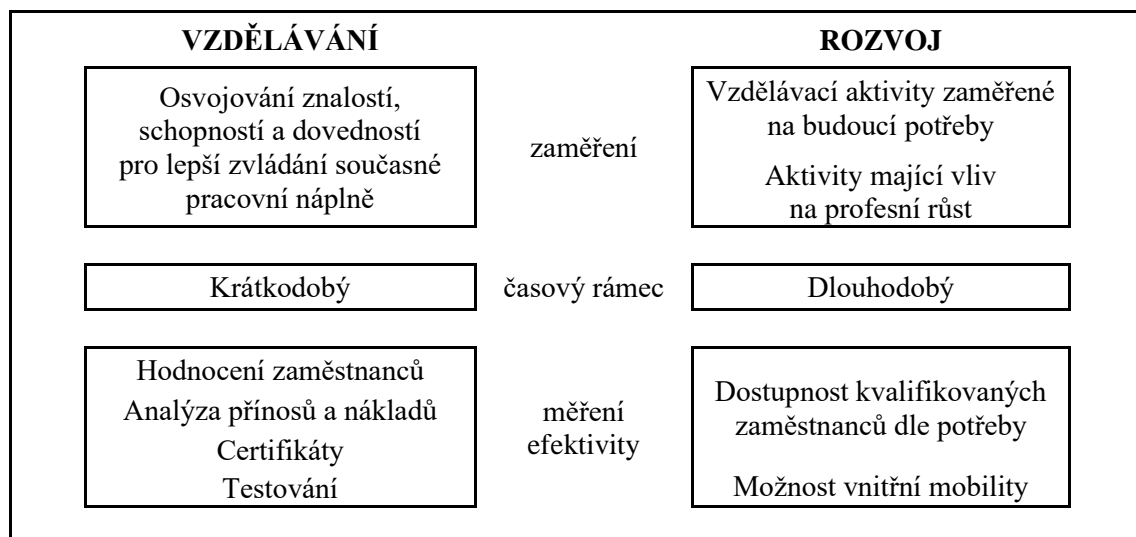 VZDĚLÁVÁNÍ
ROZVOJ
Osvojování znalostí,
schopností a dovedností
pro lepší zvládání současné
pracovní náplně
zaměření
Vzdělávací aktivity zaměřené
na budoucí potřeby
Aktivity mající vliv
na profesní růst
Krátkodobý
časový rámec
Dlouhodobý
Hodnocení zaměstnanců
Analýza přínosů a nákladů
Certifikáty
Testování
měření
efektivity
Dostupnost kvalifikovaných
zaměstnanců dle potřeby
Možnost vnitřní mobility